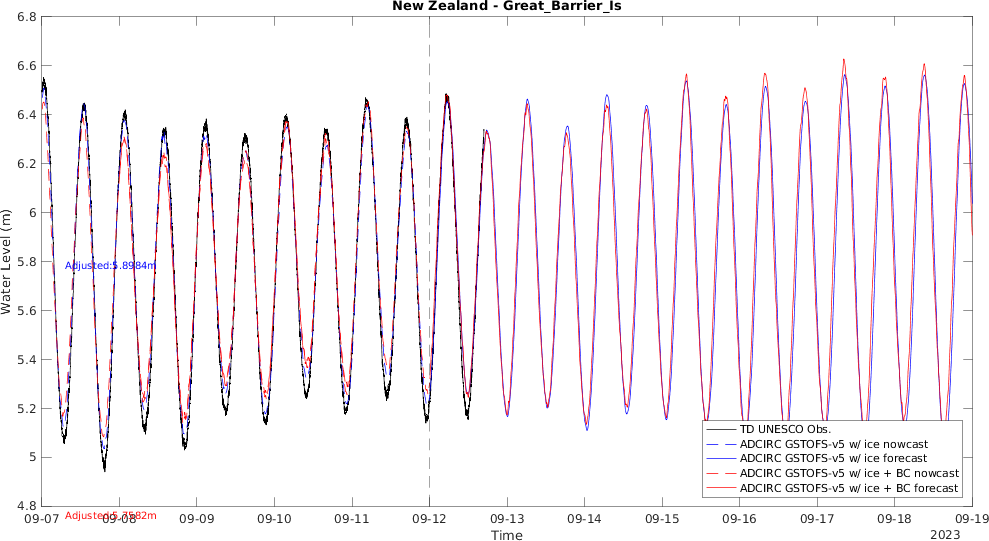 New Zealand - Great_Barrier_Is
6.8
6.6
6.4
6.2
6
5.8
5.6
5.4
5.2
5
4.8
Water Level (m)
Adjusted:5.8984m
TD UNESCO Obs.
ADCIRC GSTOFS-v5 w/ ice nowcast
ADCIRC GSTOFS-v5 w/ ice forecast
ADCIRC GSTOFS-v5 w/ ice + BC nowcast
ADCIRC GSTOFS-v5 w/ ice + BC forecast
09-07 09-08 09-09 09-10 09-11 09-12 09-13 09-14 09-15 09-16 09-17 09-18 09-19
Time
2023